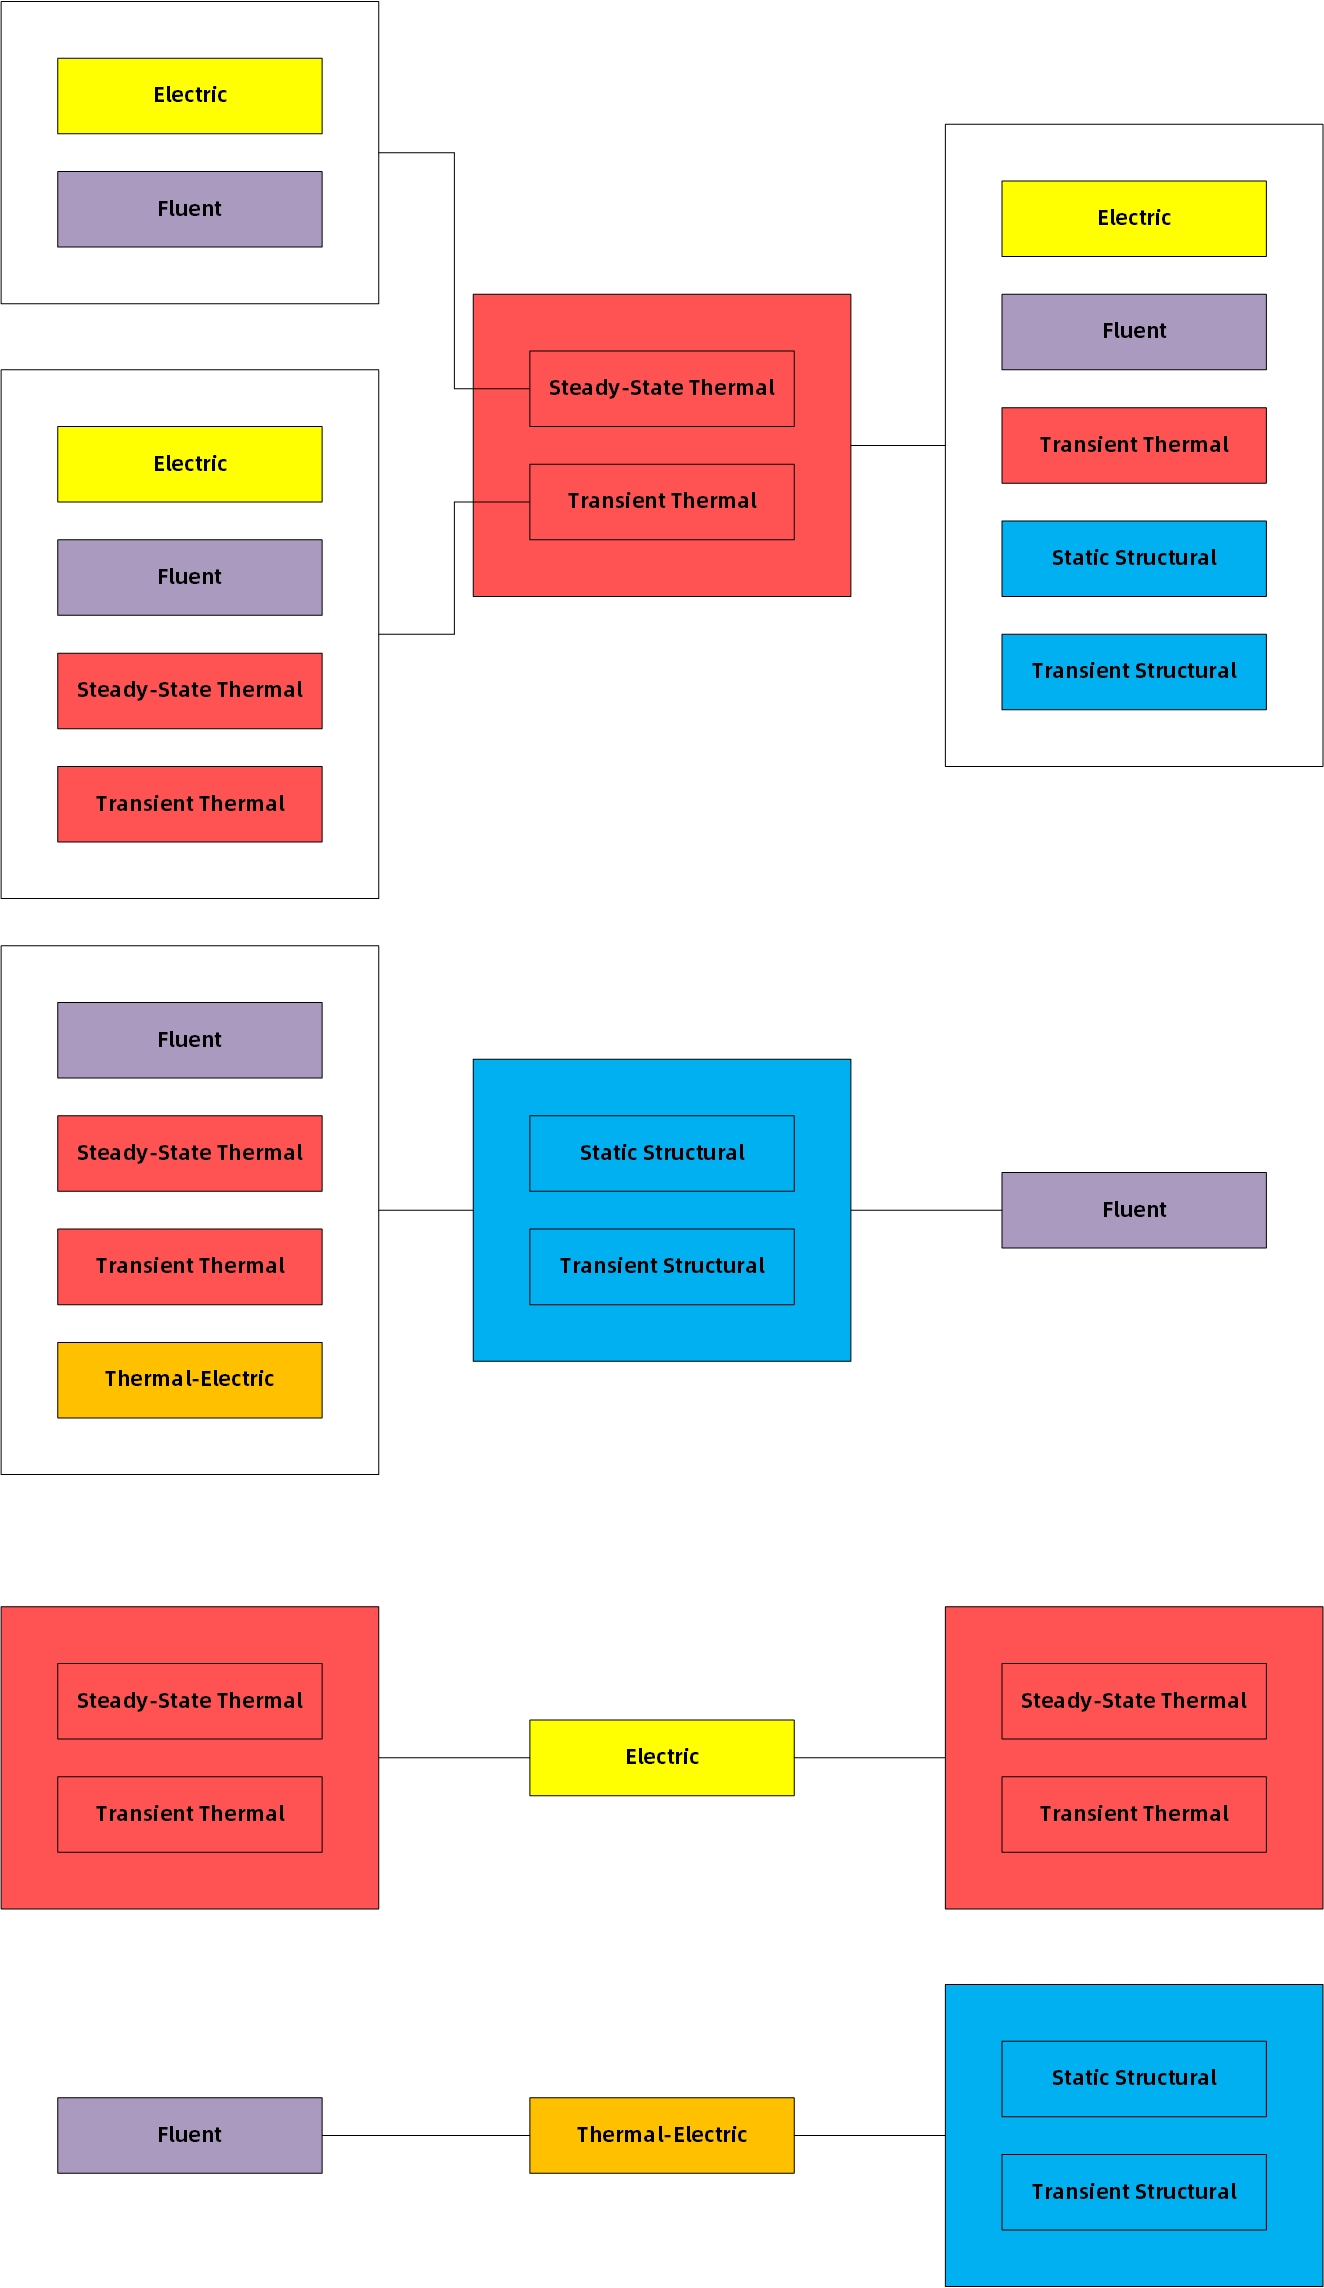 Electric
Fluent
Electric
Fluent
Steady-State Thermal
Transient Thermal
Steady-State Thermal
Transient Thermal
Electric
Fluent
Transient Thermal
Static Structural
Transient Structural
Fluent
Steady-State Thermal
Transient Thermal
Thermal-Electric
Static Structural
Transient Structural
Fluent
Steady-State Thermal
Transient Thermal
Electric
Steady-State Thermal
Transient Thermal
Fluent
Thermal-Electric
Static Structural
Transient Structural